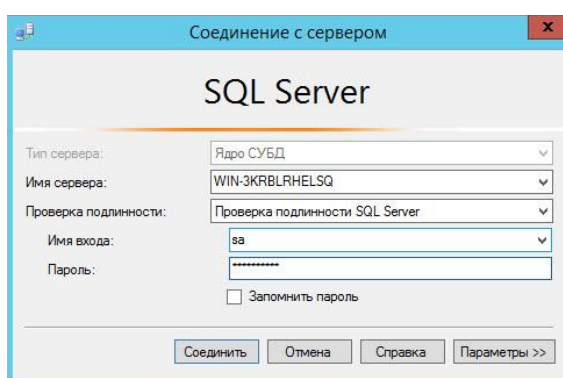 Соединение с сервером
x
SQL Server
Тип сервера: Ядро СУБД
Имя сервера: WIN-3KRBLRHELSQ
Проверка подлинности: Проверка подлинности SQL Server
Имя входа: sa
Пароль: **********
Запомнить пароль
Соединить Отмена Справка Параметры >>